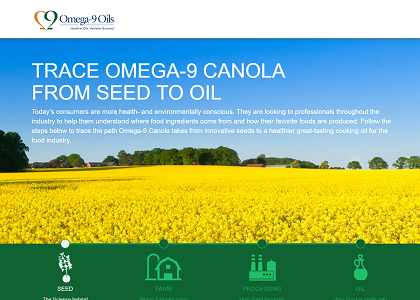 Omega-9 Oils
Healthier Oils. Healthier Business.
TRACE OMEGA-9 CANOLA
FROM SEED TO OIL
Today's consumers are more health- and environmentally conscious. They are looking to professionals throughout the
industry to help them understand where food ingredients come from and how their favorite foods are produced. Follow the
steps below to trace the path Omega-9 Canola takes from innovative seeds to a healthier great-tasting cooking oil for the
food industry.
SEED
FARM
PROCESSING
OIL
The Science behind